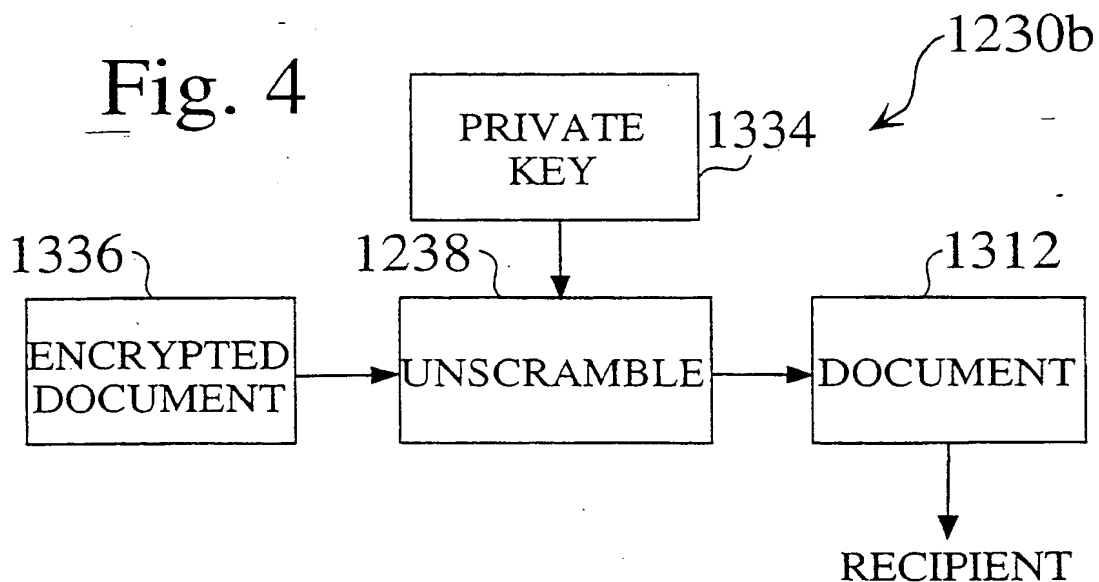 Fig. 4
1230b
PRIVATE
KEY
1334
1336
1238
1312
ENCRYPTED
DOCUMENT
UNSCRAMBLE
DOCUMENT
RECIPIENT